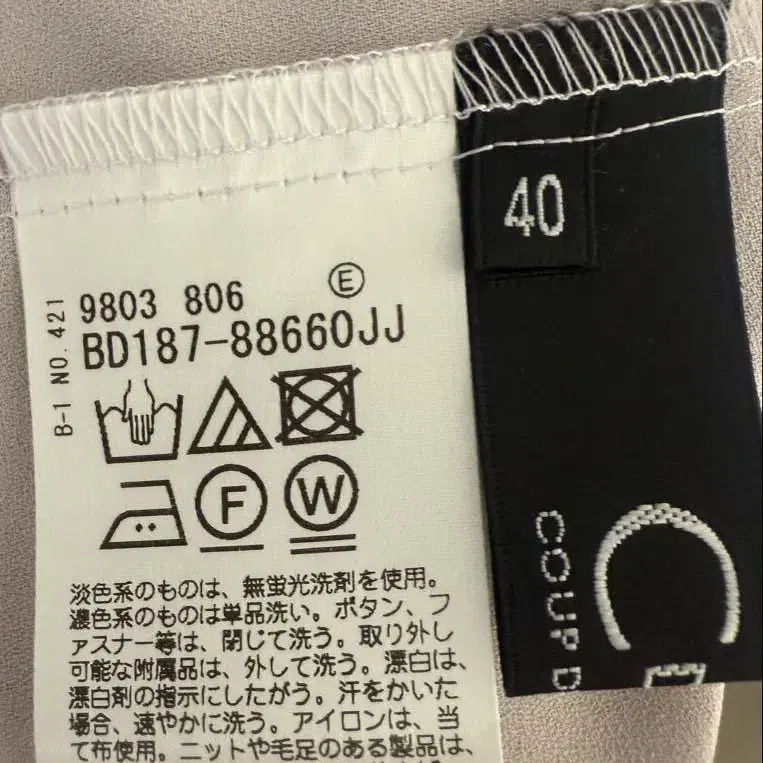 40
B-1 NO.421
9803 806 Ⓔ
BD187-88660JJ
F
W
淡色系のものは、無蛍光洗剤を使用。
濃色系のものは単品洗い。ボタン、フ
ァスナー等は、閉じて洗う。取り外し
可能な附属品は、外して洗う。漂白は、
漂白剤の指示にしたがう。汗をかいた
場合、速やかに洗う。アイロンは、当
て布使用。ニットや毛足のある製品は、
COUP D